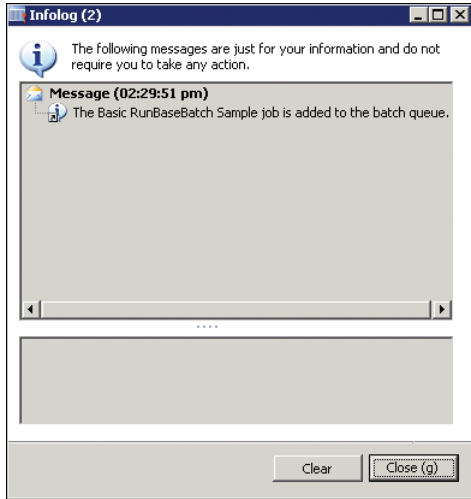 Infolog (2)
The following messages are just for your information and do not
require you to take any action.
Message (02:29:51 pm)
The Basic RunBaseBatch Sample job is added to the batch queue.
Clear
Close (g)